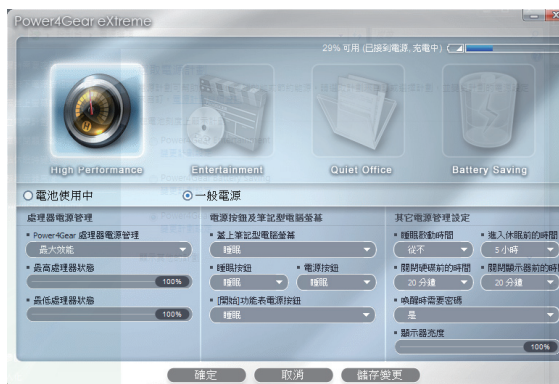 Power4Gear eXtreme
29% 可用 (已接到電源, 充電中)
High Performance
Entertainment
Quiet Office
Battery Saving
電池使用中
一般電源
處理器電源管理
Power4Gear 處理器電源管理
最大效能
最高處理器狀態
100%
最低處理器狀態
100%
電源按鈕及筆記型電腦螢幕
蓋上筆記型電腦螢幕
睡眠
睡眠按鈕
電源按鈕
睡眠
睡眠
[開始]功能表電源按鈕
睡眠
其它電源管理設定
睡眠啟動時間
進入休眠前的時間
從不
5 小時
關閉硬碟前的時間
關閉顯示器前的時間
20 分鐘
20 分鐘
喚醒時需要密碼
是
顯示器亮度
100%
確定
取消
儲存變更